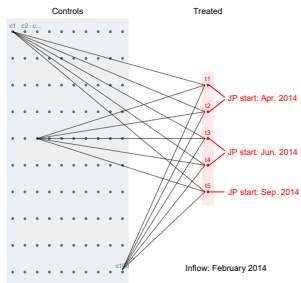 Controls
Treated
c1 c2 c...
t1
JP start: Apr. 2014
t2
t3
JP start: Jun. 2014
t4
t5
JP start: Sep. 2014
Inflow: February 2014